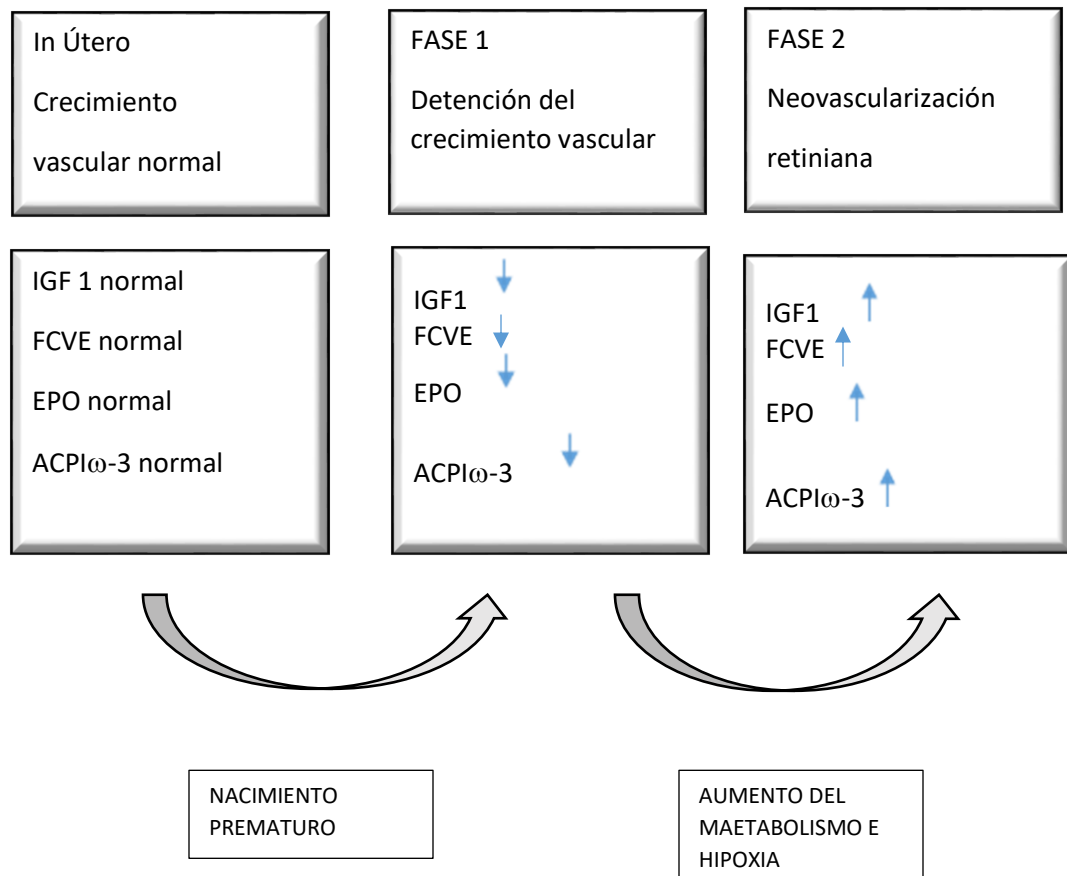 In Útero
Crecimiento
vascular normal
FASE 1
Detención del
crecimiento vascular
FASE 2
Neovascularización
retiniana
IGF 1 normal
FCVE normal
EPO normal
ACPIω-3 normal
IGF1 ↓
FCVE ↓
EPO ↓
ACPIω-3 ↓
IGF1 ↑
FCVE ↑
EPO ↑
ACPIω-3 ↑
NACIMIENTO
PREMATURO
AUMENTO DEL
MAETABOLISMO E
HIPOXIA